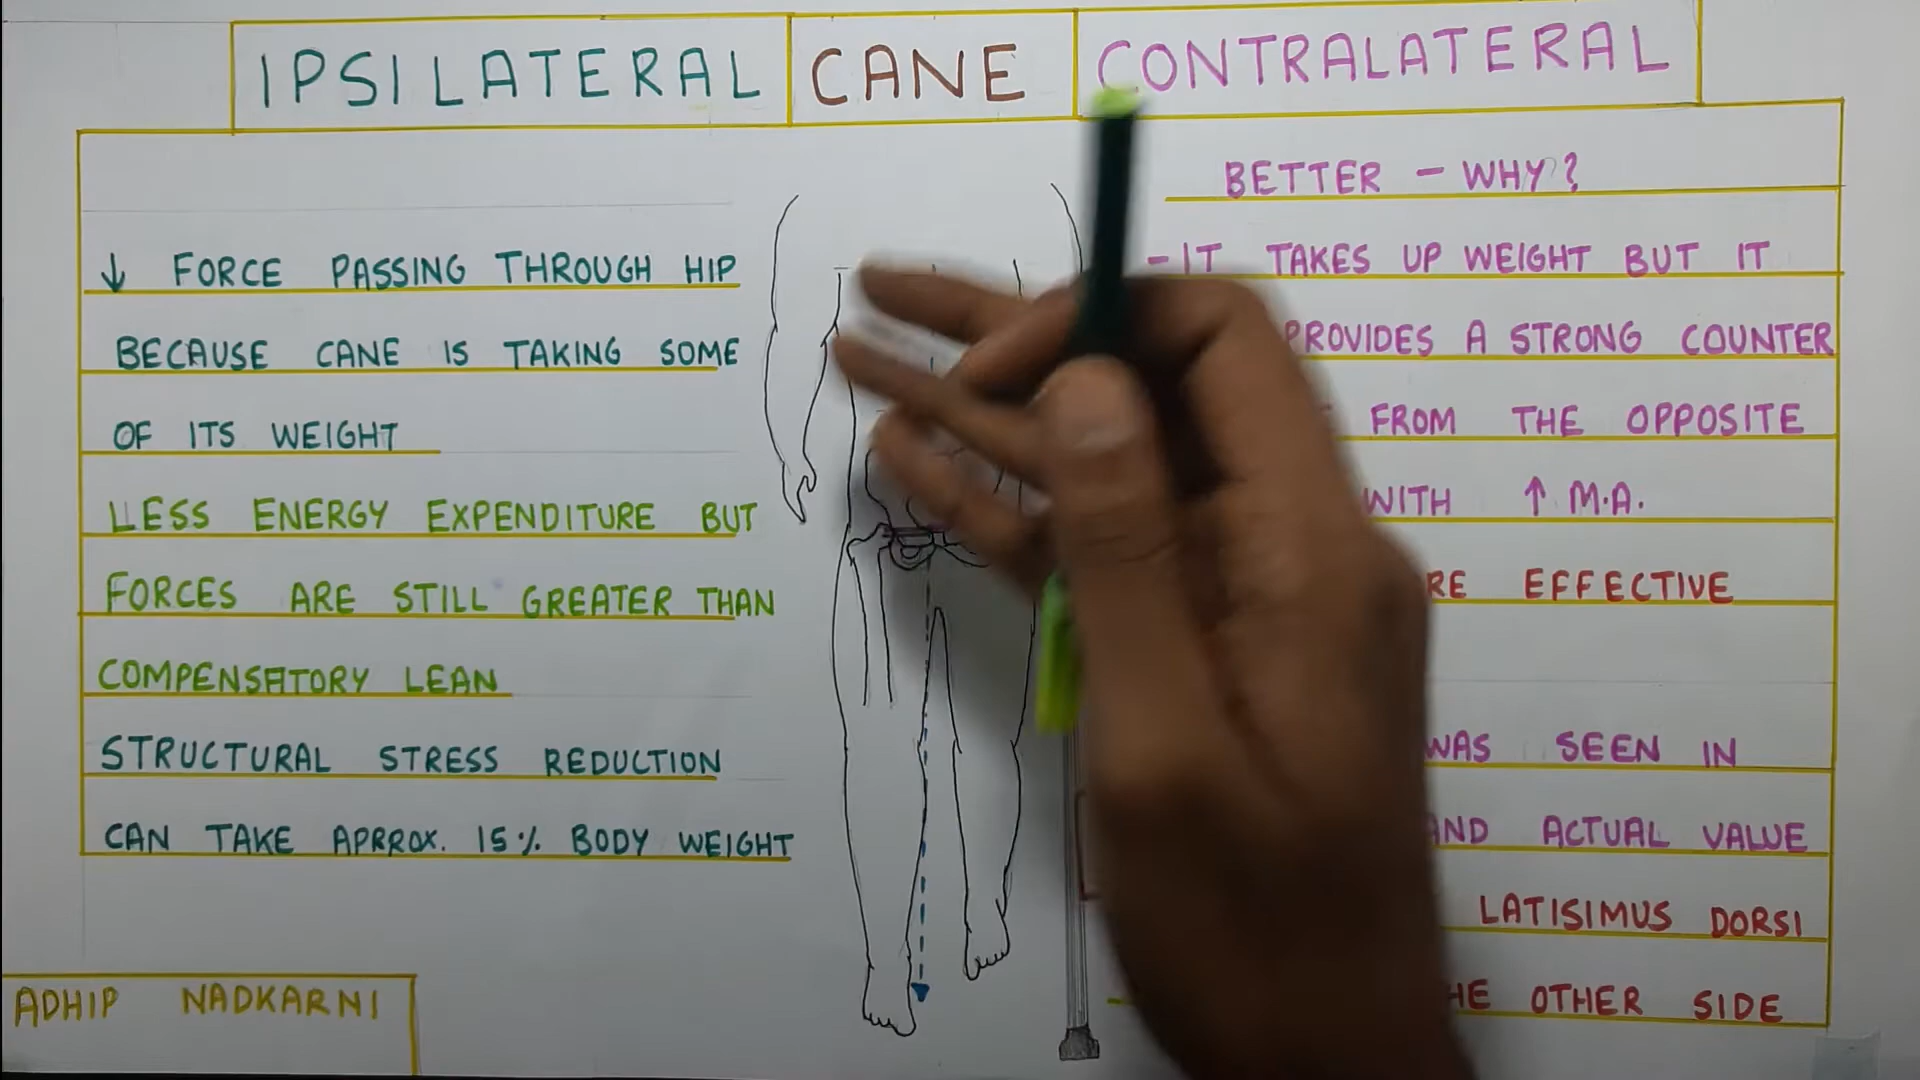 IPSILATERAL CANE CONTRALATERAL
↓ FORCE PASSING THROUGH HIP
BECAUSE CANE IS TAKING SOME
OF ITS WEIGHT
LESS ENERGY EXPENDITURE BUT
FORCES ARE STILL GREATER THAN
COMPENSATORY LEAN
STRUCTURAL STRESS REDUCTION
CAN TAKE APRROX. 15% BODY WEIGHT
BETTER - WHY?
- IT TAKES UP WEIGHT BUT IT
PROVIDES A STRONG COUNTER
FROM THE OPPOSITE
WITH ↑ M.A.
EFFECTIVE
WAS SEEN IN
AND ACTUAL VALUE
LATISIMUS DORSI
OTHER SIDE
ADHIP NADKARNI